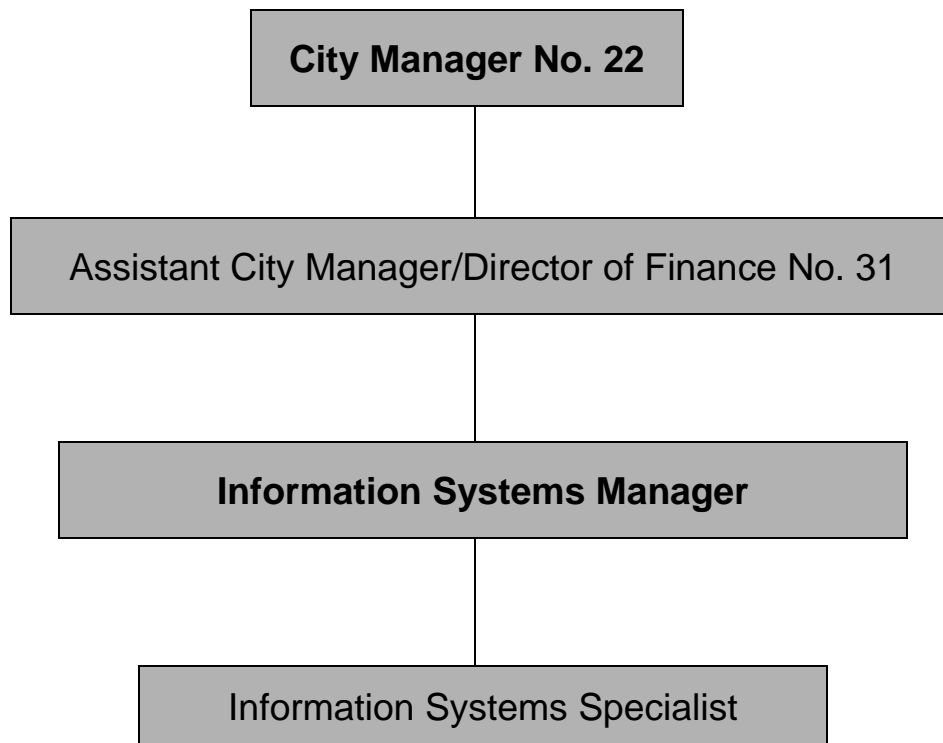 City Manager No. 22
Assistant City Manager/Director of Finance No. 31
Information Systems Manager
Information Systems Specialist